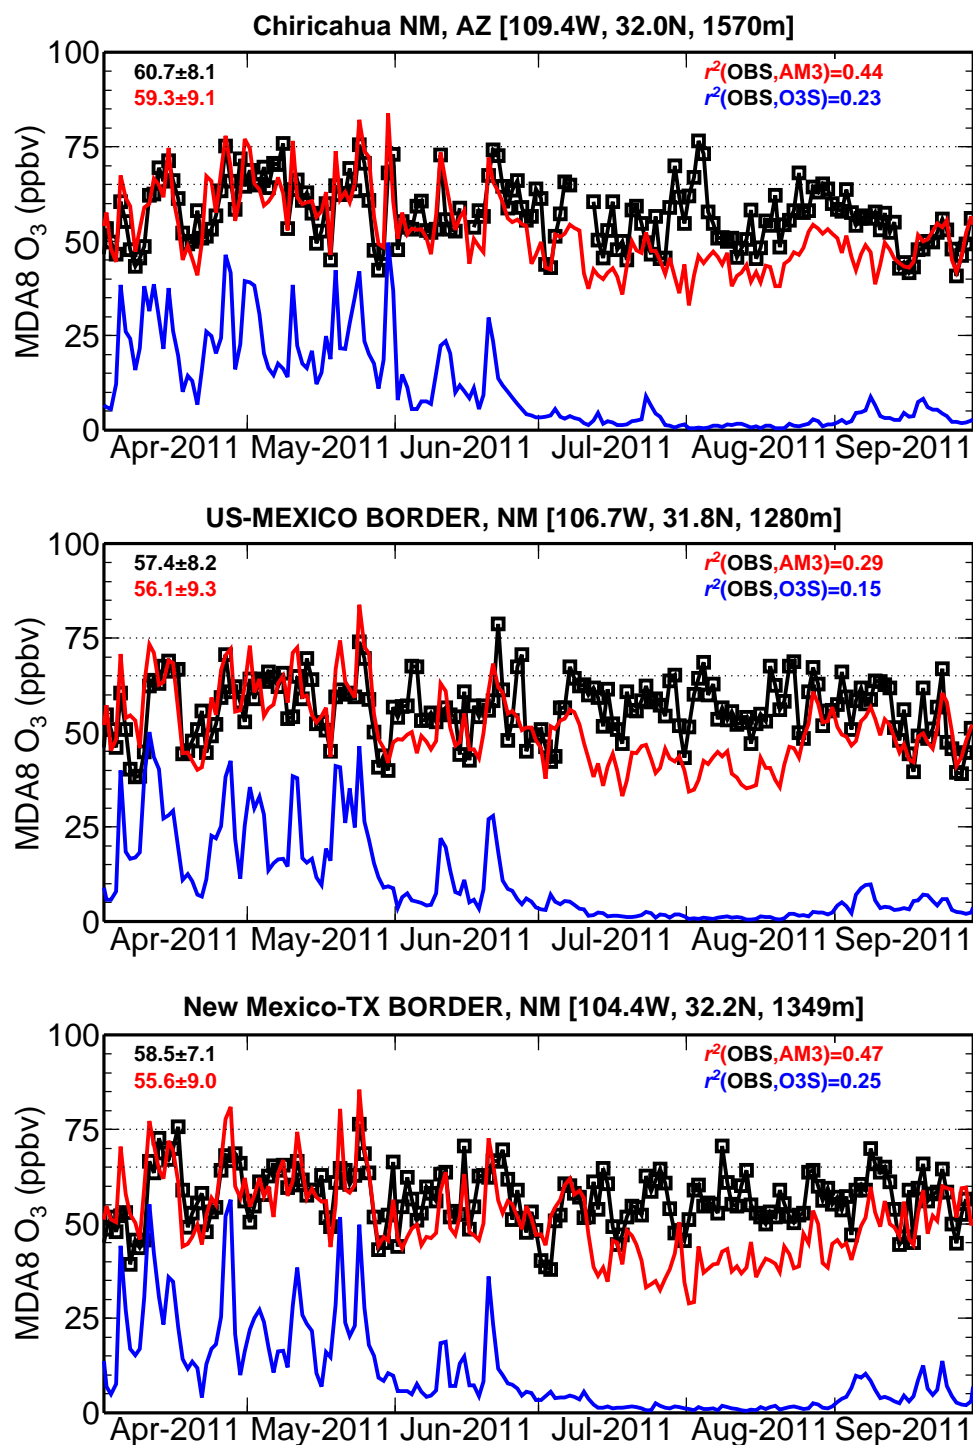 Chiricahua NM, AZ [109.4W, 32.0N, 1570m]
100
60.7±8.1
r²(OBS,AM3)=0.44
59.3±9.1
r²(OBS,O3S)=0.23
75
MDA8 O₃ (ppbv)
50
25
0
Apr-2011 May-2011 Jun-2011 Jul-2011 Aug-2011 Sep-2011
US-MEXICO BORDER, NM [106.7W, 31.8N, 1280m]
100
57.4±8.2
r²(OBS,AM3)=0.29
56.1±9.3
r²(OBS,O3S)=0.15
75
MDA8 O₃ (ppbv)
50
25
0
Apr-2011 May-2011 Jun-2011 Jul-2011 Aug-2011 Sep-2011
New Mexico-TX BORDER, NM [104.4W, 32.2N, 1349m]
100
58.5±7.1
r²(OBS,AM3)=0.47
55.6±9.0
r²(OBS,O3S)=0.25
75
MDA8 O₃ (ppbv)
50
25
0
Apr-2011 May-2011 Jun-2011 Jul-2011 Aug-2011 Sep-2011